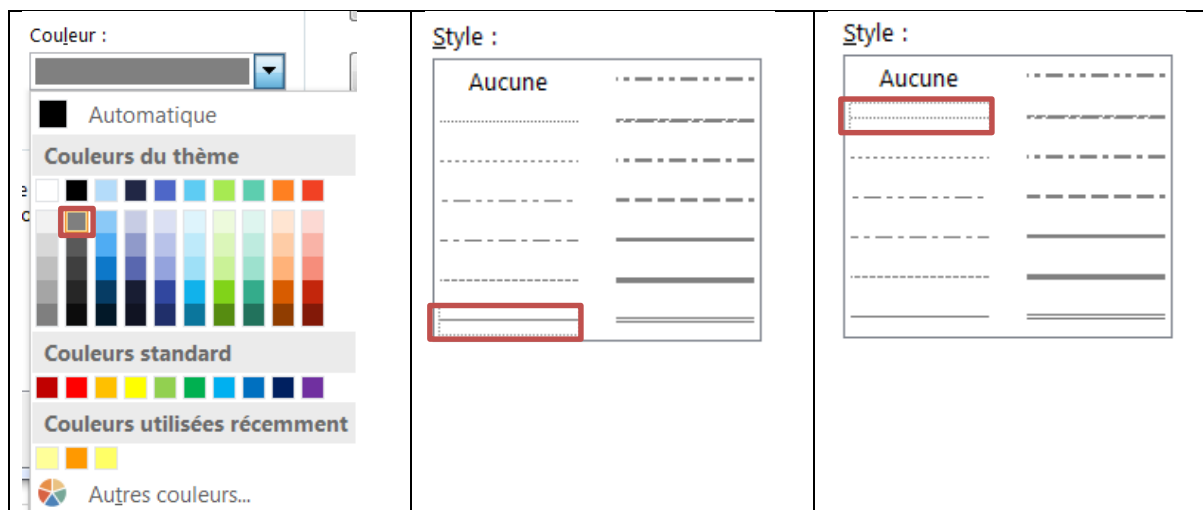 Couleur :
Automatique
Couleurs du thème
Couleurs standard
Couleurs utilisées récemment
Autres couleurs...
Style :
Aucune
Style :
Aucune